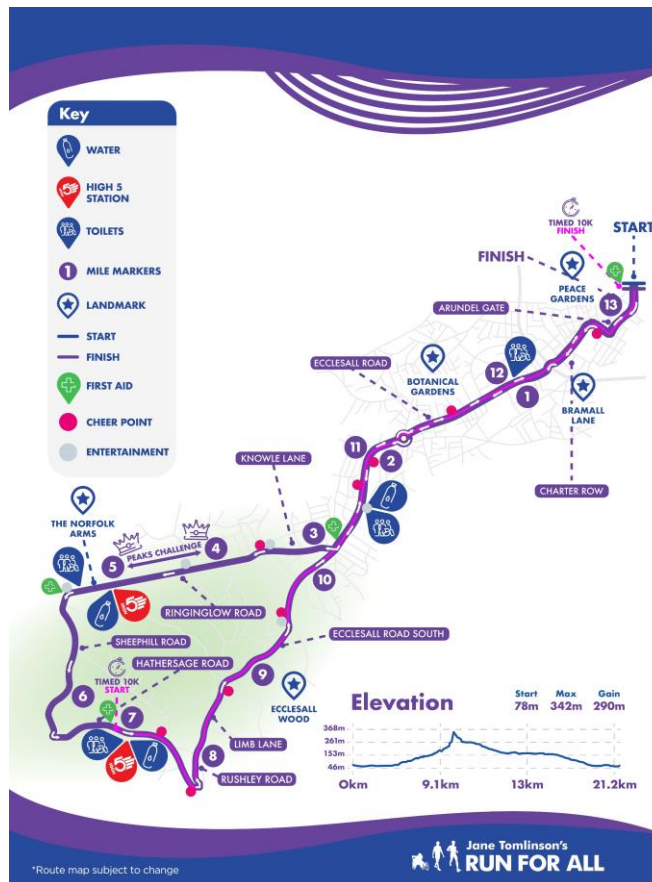 Key
WATER
5
HIGH 5
STATION
TOILETS
1
MILE MARKERS
LANDMARK
START
FINISH
FIRST AID
CHEER POINT
ENTERTAINMENT
TIMED 10K
FINISH
START
FINISH
PEACE
GARDENS
13
ARUNDEL GATE
ECCLESALL ROAD
BOTANICAL
GARDENS
12
1
BRAMALL
LANE
CHARTER ROW
11
2
KNOWLE LANE
3
THE NORFOLK
ARMS
PEAKS CHALLENGE
4
5
10
5
RINGINGLOW ROAD
ECCLESALL ROAD SOUTH
SHEEPHILL ROAD
HATHERSAGE ROAD
TIMED 10K
START
9
ECCLESALL
WOOD
6
7
5
LIMB LANE
8
RUSHLEY ROAD
Elevation
Start
Max
Gain
78m
342m
290m
368m
261m
153m
46m
0km
9.1km
13km
21.2km
*Route map subject to change
Jane Tomlinson's
RUN FOR ALL